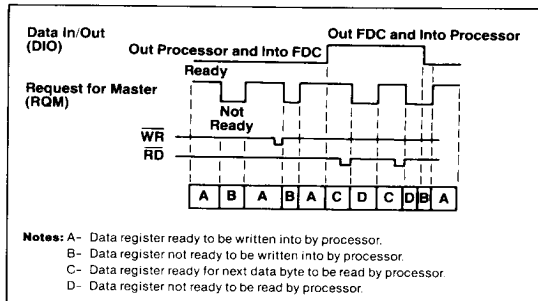 Data In/Out
(DIO)
Out Processor and Into FDC
Out FDC and Into Processor
Ready
Request for Master
(RQM)
Not
Ready
WR
RD
A B A B A C D C D B A
Notes: A- Data register ready to be written into by processor.
B- Data register not ready to be written into by processor.
C- Data register ready for next data byte to be read by processor.
D- Data register not ready to be read by processor.